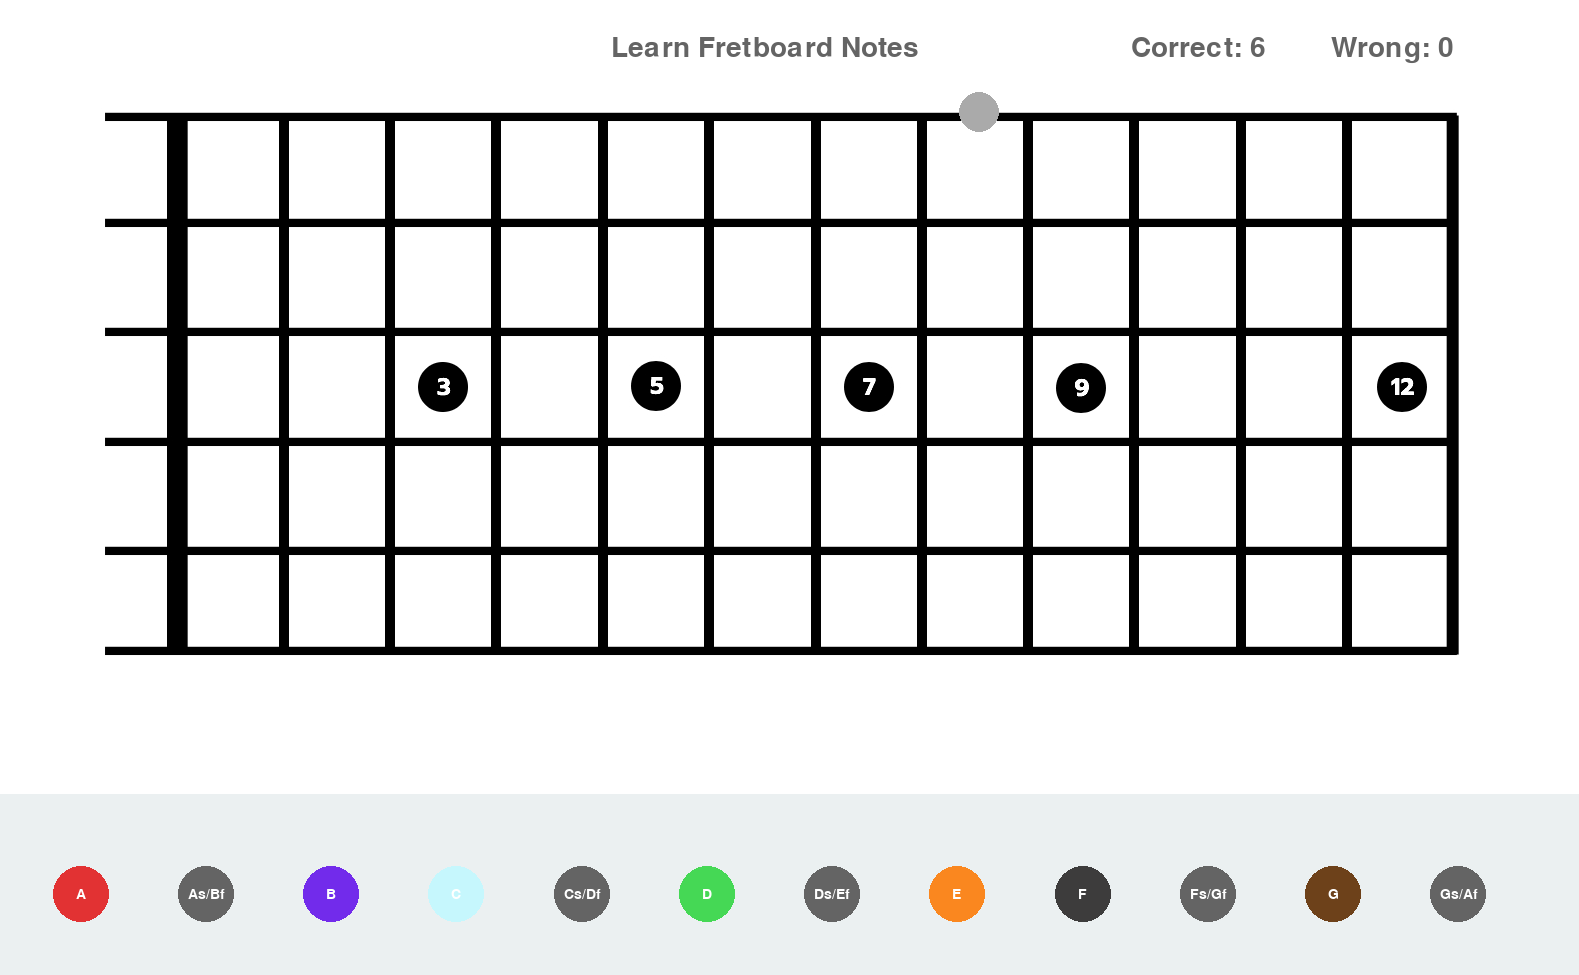 Learn Fretboard Notes Correct: 6 Wrong: 0
3 5 7 9 12
A As/Bf B C Cs/Df D Ds/Ef E F Fs/Gf G Gs/Af